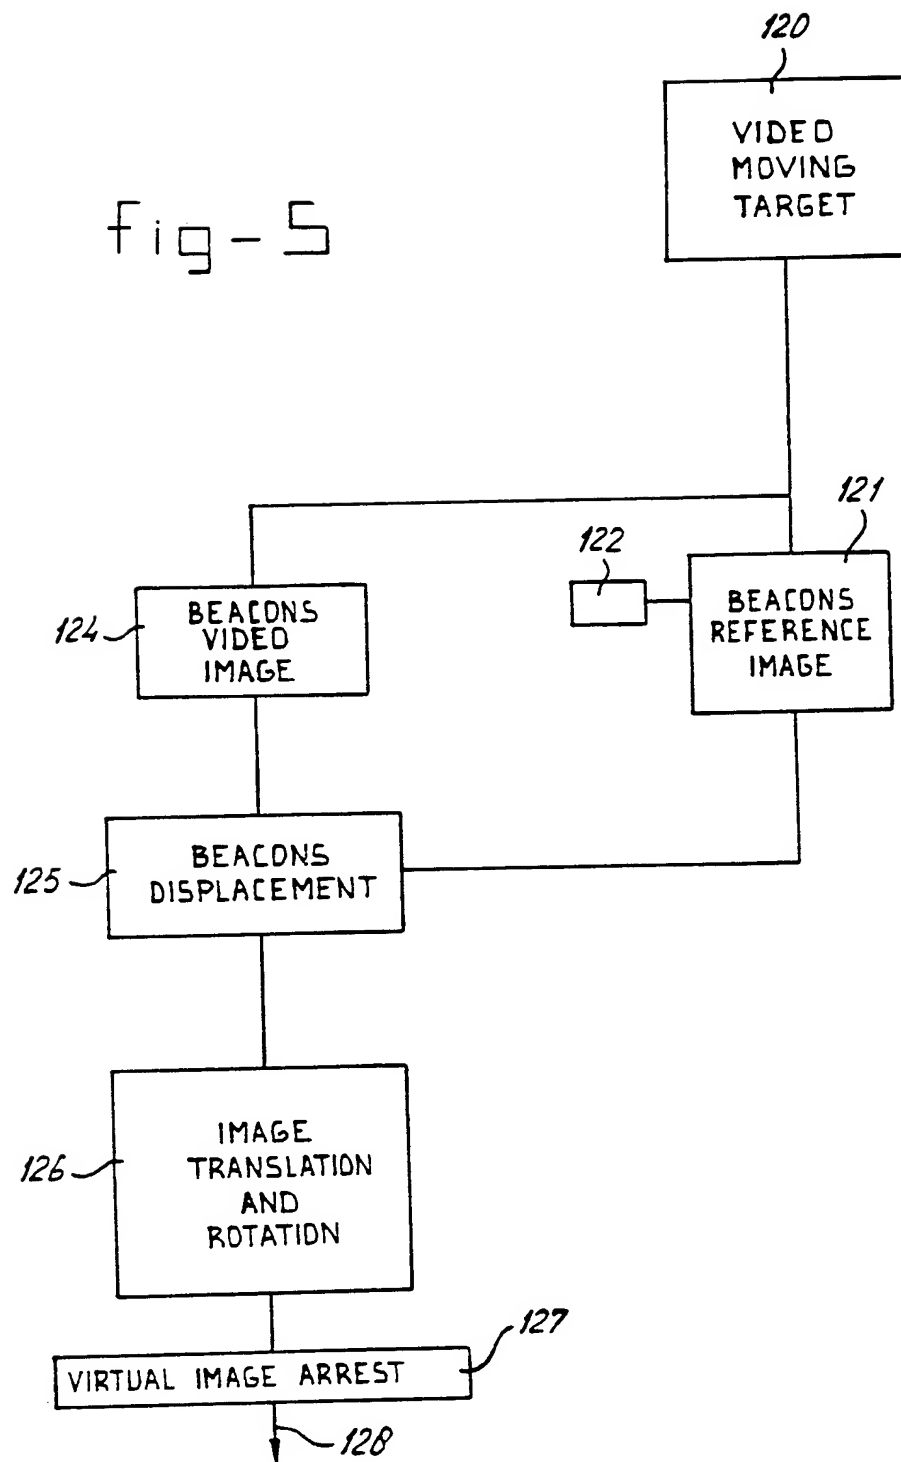 120
VIDEO
MOVING
TARGET
fig-5
121
122
BEACONS
REFERENCE
IMAGE
124
BEACONS
VIDEO
IMAGE
125
BEACONS
DISPLACEMENT
126
IMAGE
TRANSLATION
AND
ROTATION
127
VIRTUAL IMAGE ARREST
128